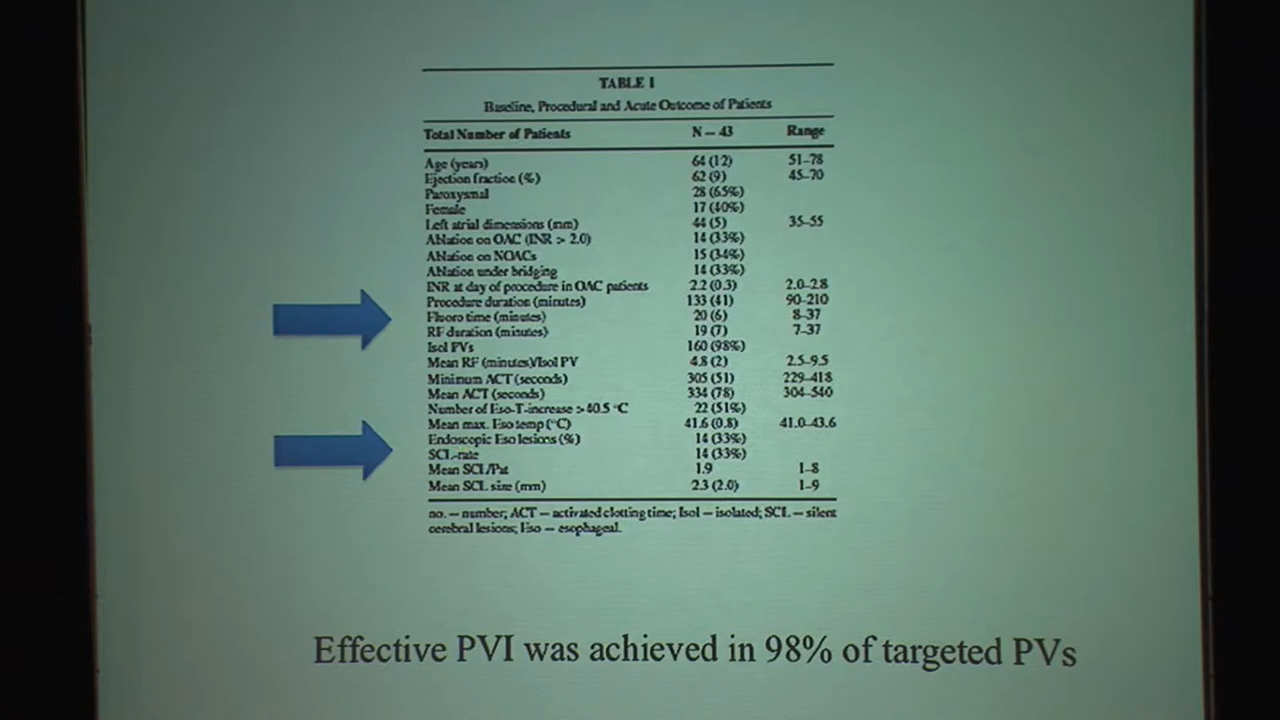 TABLE I
Baseline, Procedural and Acute Outcome of Patients
Total Number of Patients N – 43 Range
Age (years) 64 (12) 51–78
Ejection fraction (%) 62 (9) 45–70
Paroxysmal 28 (65%)
Female 17 (40%)
Left atrial dimensions (mm) 44 (5) 35–55
Ablation on OAC (INR > 2.0) 14 (33%)
Ablation on NOACs 15 (34%)
Ablation under bridging 14 (33%)
INR at day of procedure in OAC patients 2.2 (0.3) 2.0–2.8
Procedure duration (minutes) 133 (41) 90–210
Fluoro time (minutes) 20 (6) 8–37
RF duration (minutes) 19 (7) 7–37
Isol PVs 160 (98%)
Mean RF (minutes)/Isol PV 4.8 (2) 2.5–9.5
Minimum ACT (seconds) 305 (51) 229–418
Mean ACT (seconds) 334 (78) 304–540
Number of Eso-T-increase > 40.5 °C 22 (51%)
Mean max. Eso temp (°C) 41.6 (0.8) 41.0–43.6
Endoscopic Eso lesions (%) 14 (33%)
SCL-rate 14 (33%)
Mean SCL/Pat 1.9 1–8
Mean SCL size (mm) 2.3 (2.0) 1–9
no. – number; ACT – activated clotting time; Isol – isolated; SCL – silent
cerebral lesions; Eso – esophageal.
Effective PVI was achieved in 98% of targeted PVs